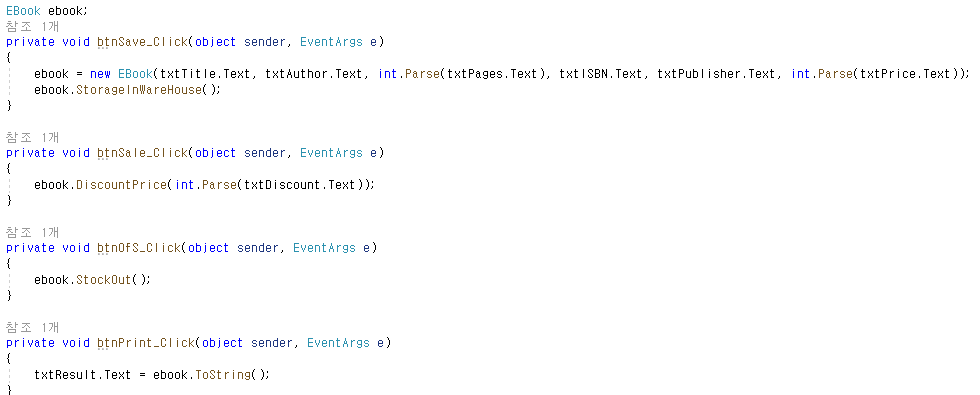 EBook ebook;
참조 1개
private void btnSave_Click(object sender, EventArgs e)
{
    ebook = new EBook(txtTitle.Text, txtAuthor.Text, int.Parse(txtPages.Text), txtISBN.Text, txtPublisher.Text, int.Parse(txtPrice.Text));
    ebook.StorageInWareHouse();
}

참조 1개
private void btnSale_Click(object sender, EventArgs e)
{
    ebook.DiscountPrice(int.Parse(txtDiscount.Text));
}

참조 1개
private void btnOfS_Click(object sender, EventArgs e)
{
    ebook.StockOut();
}

참조 1개
private void btnPrint_Click(object sender, EventArgs e)
{
    txtResult.Text = ebook.ToString();
}